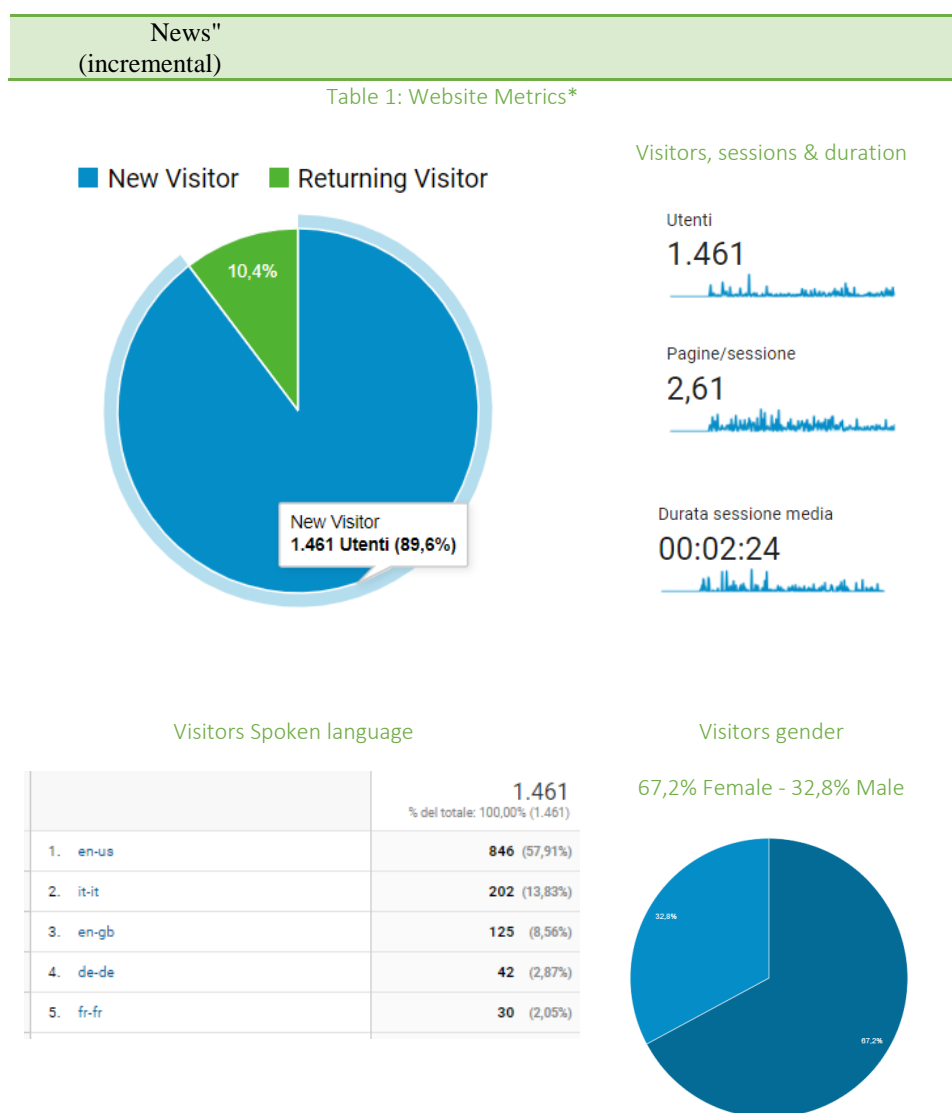 News"
(incremental)
Table 1: Website Metrics*
New Visitor Returning Visitor
10,4%
New Visitor
1.461 Utenti (89,6%)
Visitors, sessions & duration
Utenti
1.461
Pagine/sessione
2,61
Durata sessione media
00:02:24
Visitors Spoken language
1.461
% del totale: 100,00% (1.461)
1. en-us 846 (57,91%)
2. it-it 202 (13,83%)
3. en-gb 125 (8,56%)
4. de-de 42 (2,87%)
5. fr-fr 30 (2,05%)
Visitors gender
67,2% Female - 32,8% Male
32,8%
67,2%